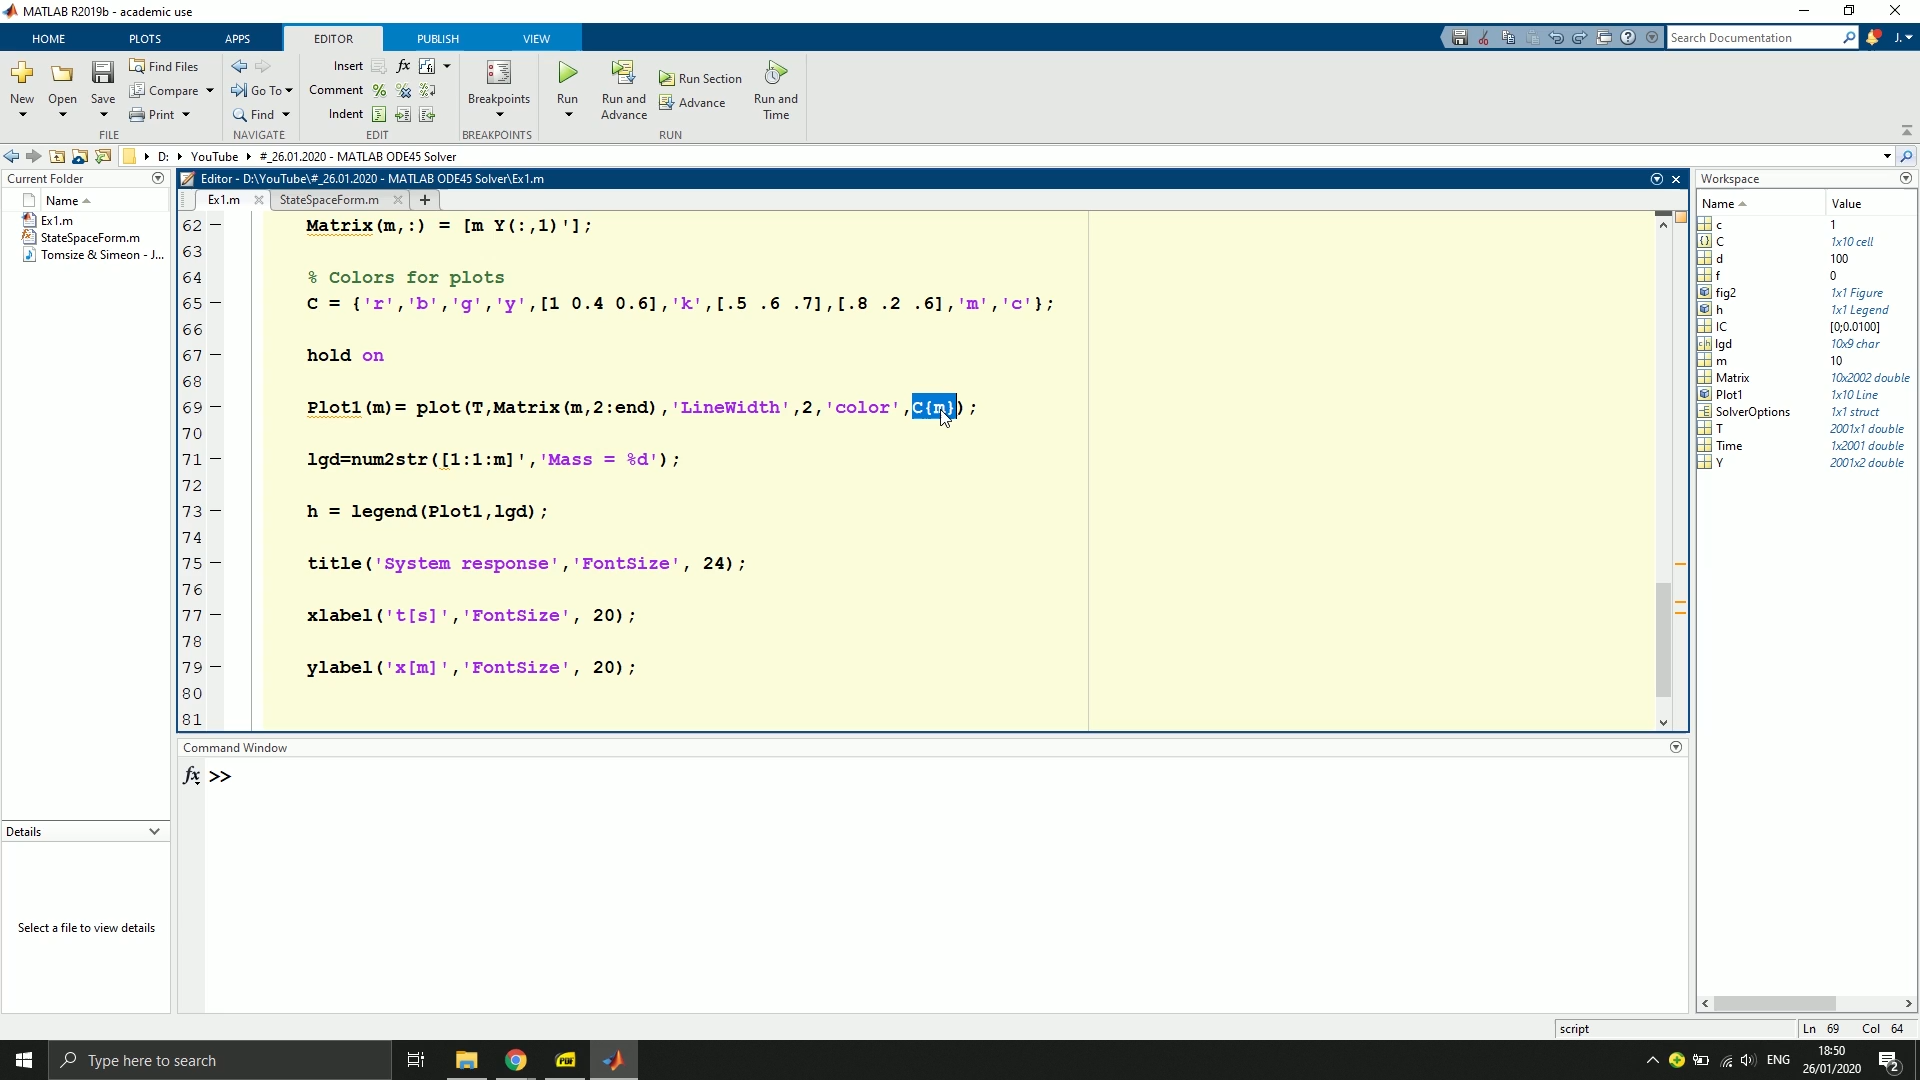 MATLAB R2019b - academic use
HOME PLOTS APPS EDITOR PUBLISH VIEW
Search Documentation J.
New Open Save Find Files Compare Print
Go To Find
Insert fx Comment % Indent
Breakpoints
Run Run and Advance Run Section Advance Run and Time
FILE NAVIGATE EDIT BREAKPOINTS RUN
D: YouTube #_26.01.2020 - MATLAB ODE45 Solver
Current Folder
Name
Ex1.m
StateSpaceForm.m
Tomsize & Simeon - J...
Details
Select a file to view details
Editor - D:\YouTube\#_26.01.2020 - MATLAB ODE45 Solver\Ex1.m
Ex1.m StateSpaceForm.m +
62 Matrix(m,:) = [m Y(:,1)'];
63
64 % Colors for plots
65 C = {'r','b','g','y',[1 0.4 0.6],'k',[.5 .6 .7],[.8 .2 .6],'m','c'};
66
67 hold on
68
69 Plot1(m)= plot(T,Matrix(m,2:end),'LineWidth',2,'color',C{m});
70
71 lgd=num2str([1:1:m]','Mass = %d');
72
73 h = legend(Plot1,lgd);
74
75 title('System response','FontSize', 24);
76
77 xlabel('t[s]','FontSize', 20);
78
79 ylabel('x[m]','FontSize', 20);
80
81
Command Window
fx >>
Workspace
Name Value
c 1
C 1x10 cell
d 100
f 0
fig2 1x1 Figure
h 1x1 Legend
IC [0;0.0100]
lgd 10x9 char
m 10
Matrix 10x2002 double
Plot1 1x10 Line
SolverOptions 1x1 struct
T 2001x1 double
Time 1x2001 double
Y 2001x2 double
script Ln 69 Col 64
Type here to search
PDF
ENG
18:50
26/01/2020
2